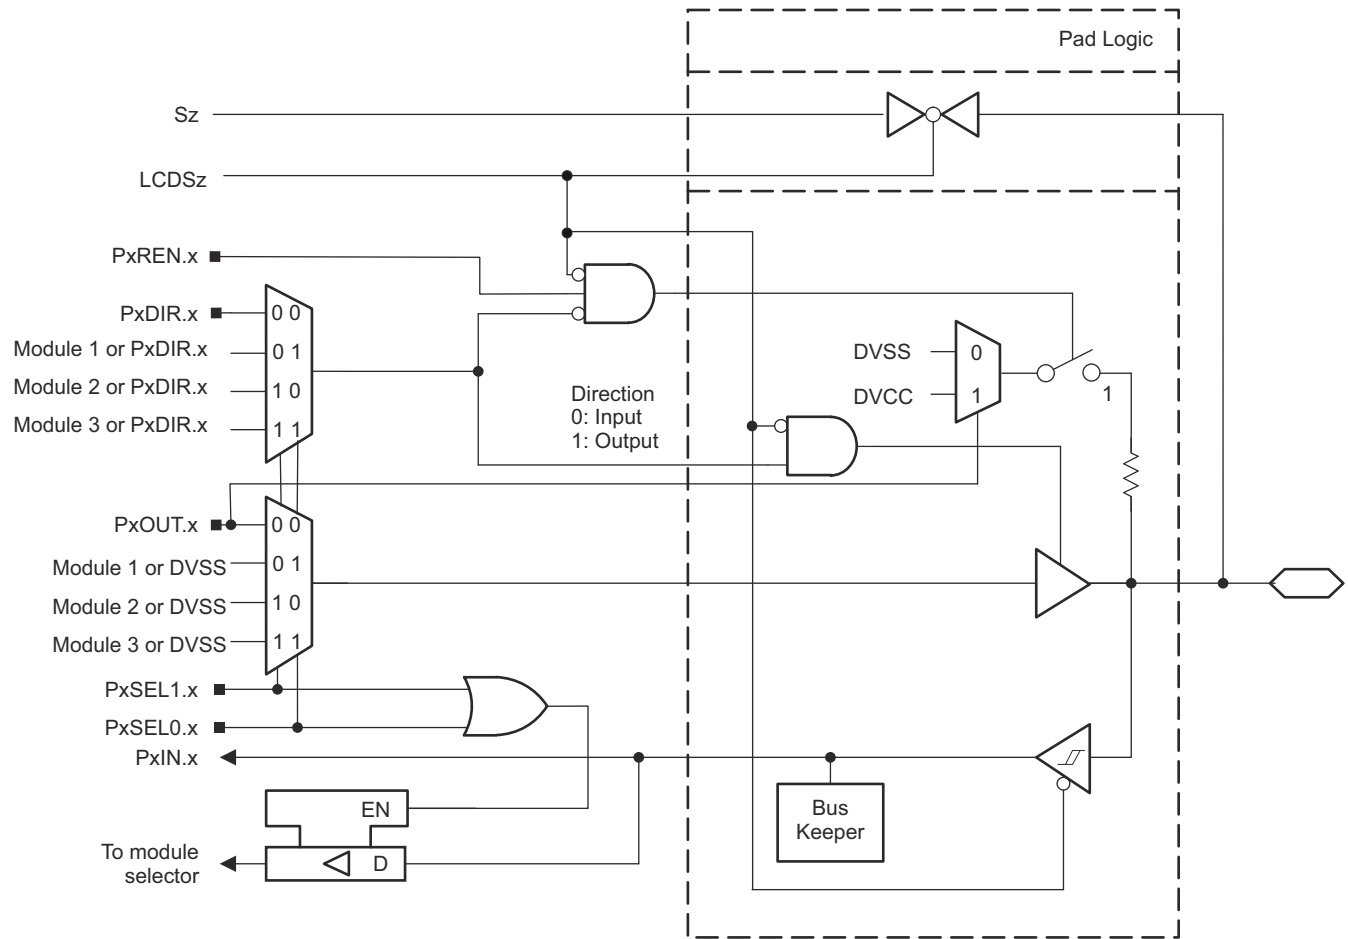 Pad Logic
Sz
LCDSz
PxREN.x
PxDIR.x
0 0
Module 1 or PxDIR.x
0 1
Module 2 or PxDIR.x
1 0
Module 3 or PxDIR.x
1 1
Direction
0: Input
1: Output
DVSS
0
DVCC
1
1
PxOUT.x
0 0
Module 1 or DVSS
0 1
Module 2 or DVSS
1 0
Module 3 or DVSS
1 1
PxSEL1.x
PxSEL0.x
PxIN.x
EN
Bus
Keeper
To module
selector
D